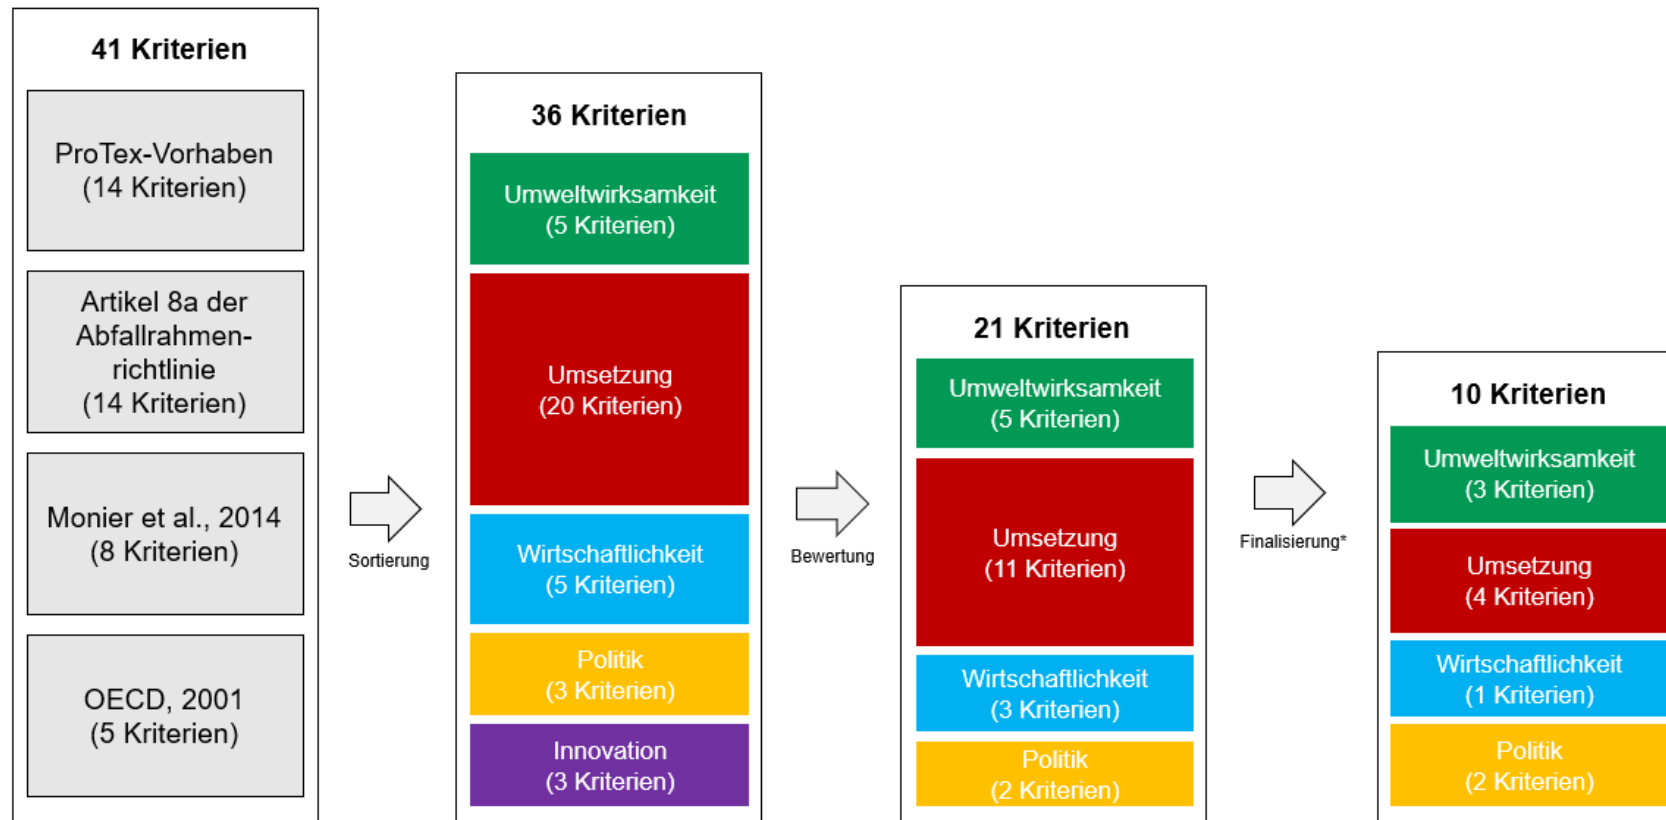 41 Kriterien
ProTex-Vorhaben
(14 Kriterien)
Artikel 8a der
Abfallrahmen-
richtlinie
(14 Kriterien)
Monier et al., 2014
(8 Kriterien)
OECD, 2001
(5 Kriterien)
Sortierung
36 Kriterien
Umweltwirksamkeit
(5 Kriterien)
Umsetzung
(20 Kriterien)
Wirtschaftlichkeit
(5 Kriterien)
Politik
(3 Kriterien)
Innovation
(3 Kriterien)
Bewertung
21 Kriterien
Umweltwirksamkeit
(5 Kriterien)
Umsetzung
(11 Kriterien)
Wirtschaftlichkeit
(3 Kriterien)
Politik
(2 Kriterien)
Finalisierung*
10 Kriterien
Umweltwirksamkeit
(3 Kriterien)
Umsetzung
(4 Kriterien)
Wirtschaftlichkeit
(1 Kriterien)
Politik
(2 Kriterien)